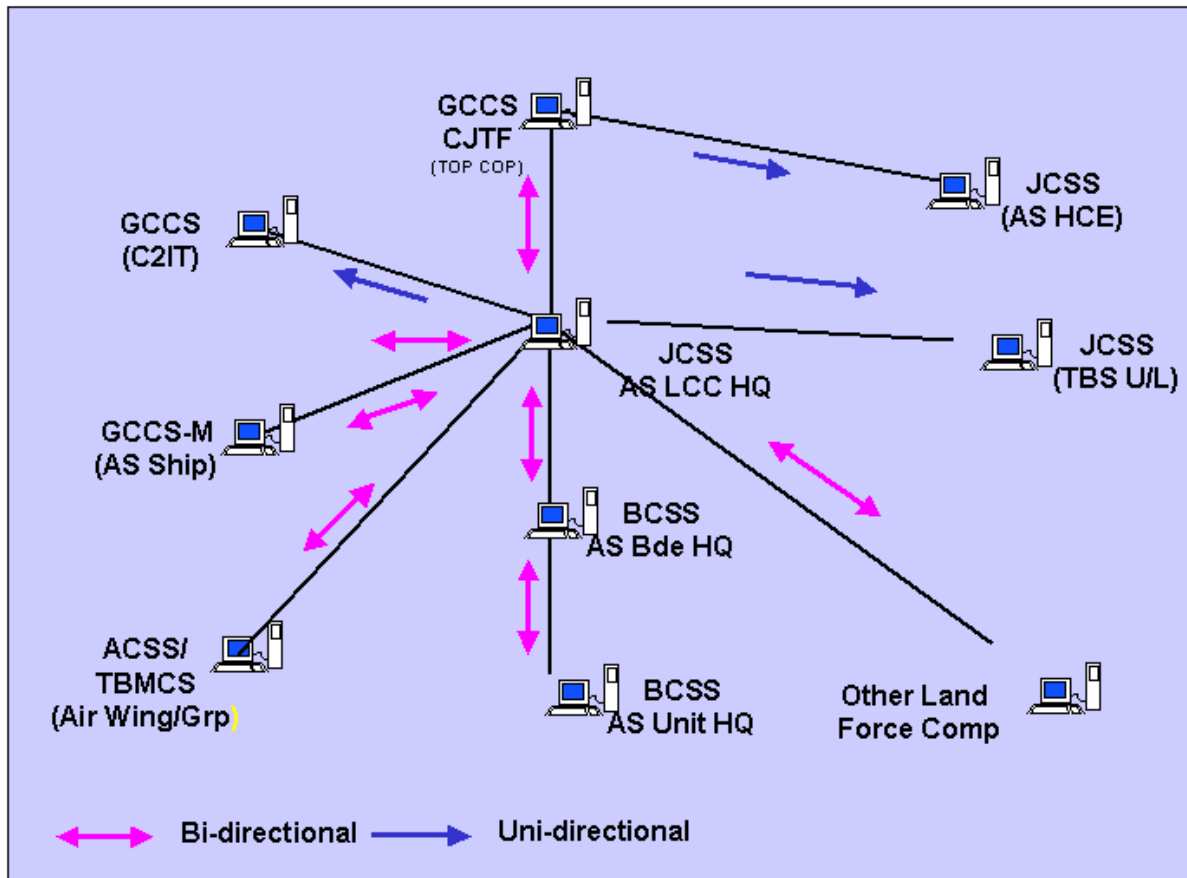 GCCS
CJTF
(TOP COP)
JCSS
(AS HCE)
GCCS
(C2IT)
JCSS
AS LCC HQ
JCSS
(TBS U/L)
GCCS-M
(AS Ship)
BCSS
AS Bde HQ
ACSS/
TBMCS
(Air Wing/Grp)
BCSS
AS Unit HQ
Other Land
Force Comp
Bi-directional
Uni-directional